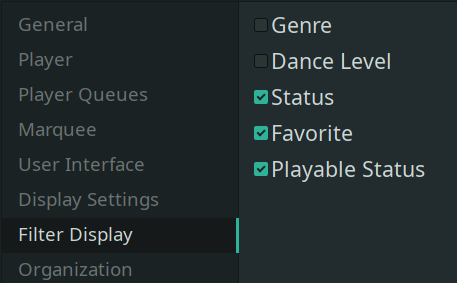 General
Player
Player Queues
Marquee
User Interface
Display Settings
Filter Display
Organization
Genre
Dance Level
Status
Favorite
Playable Status